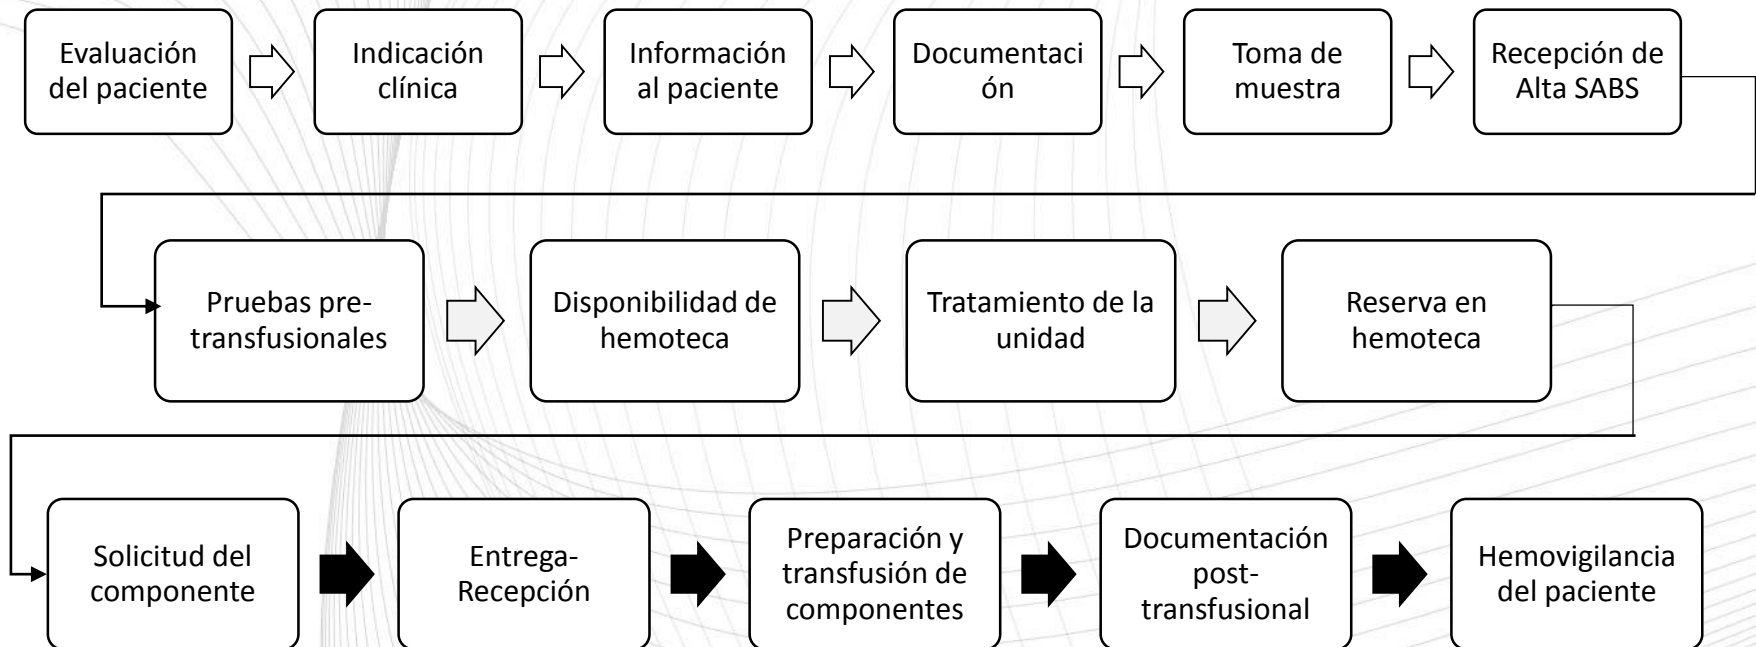 Evaluación
del paciente
Indicación
clínica
Información
al paciente
Documentaci
ón
Toma de
muestra
Recepción de
Alta SABS
Pruebas pre-
transfusionales
Disponibilidad de
hemoteca
Tratamiento de la
unidad
Reserva en
hemoteca
Solicitud del
componente
Entrega-
Recepción
Preparación y
transfusión de
componentes
Documentación
post-
transfusional
Hemovigilancia
del paciente